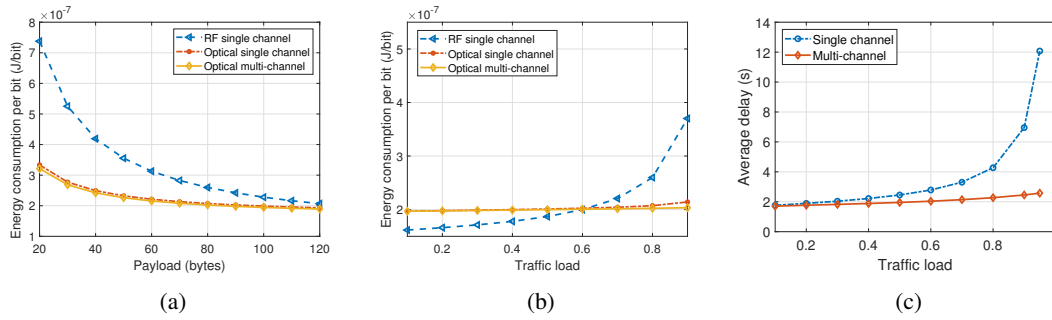 ×10⁻⁷
8
7
6
5
4
3
2
1
20
40
60
80
100
120
Energy consumption per bit (J/bit)
Payload (bytes)
RF single channel
Optical single channel
Optical multi-channel
(a)
×10⁻⁷
5
4
3
2
0.2
0.4
0.6
0.8
Energy consumption per bit (J/bit)
Traffic load
RF single channel
Optical single channel
Optical multi-channel
(b)
14
12
10
8
6
4
2
0
0.2
0.4
0.6
0.8
Average delay (s)
Traffic load
Single channel
Multi-channel
(c)